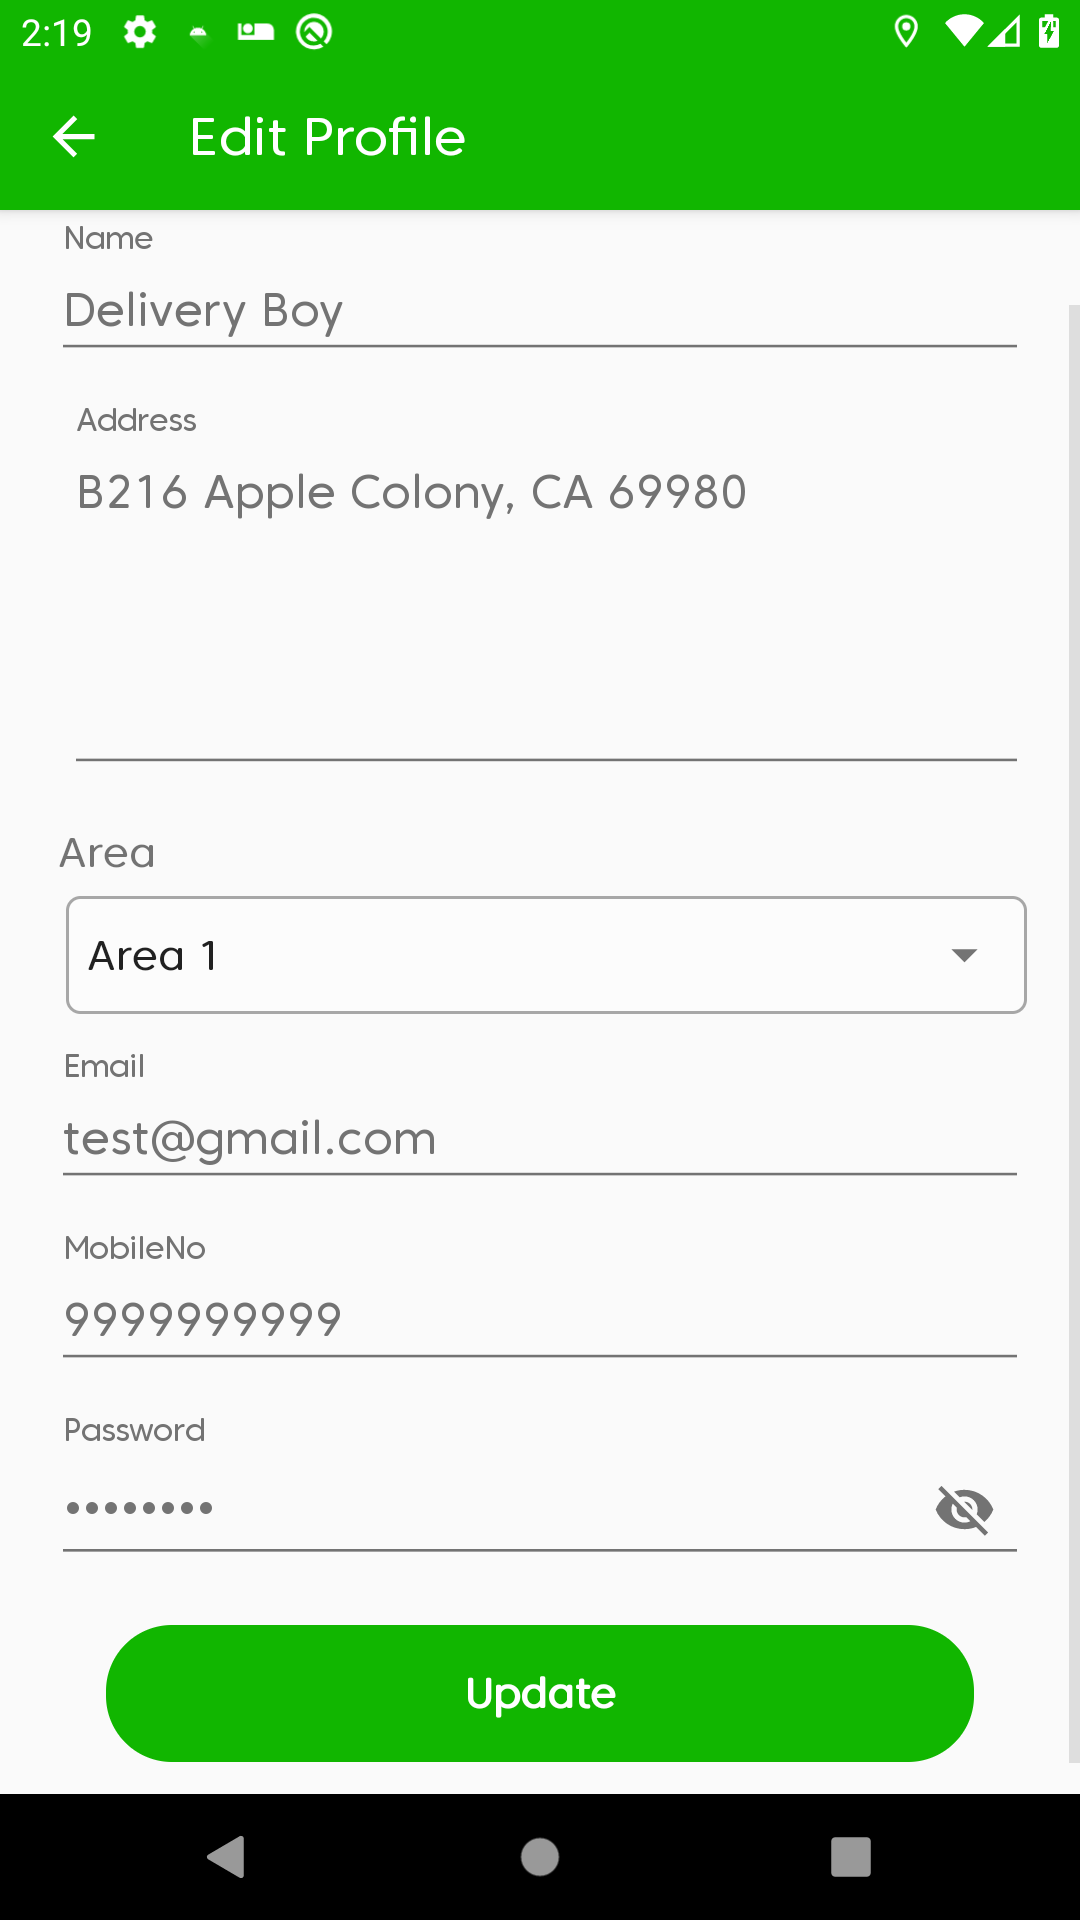 2:19
Edit Profile
Name
Delivery Boy
Address
B216 Apple Colony, CA 69980
Area
Area 1
Email
test@gmail.com
MobileNo
9999999999
Password
••••••••
Update